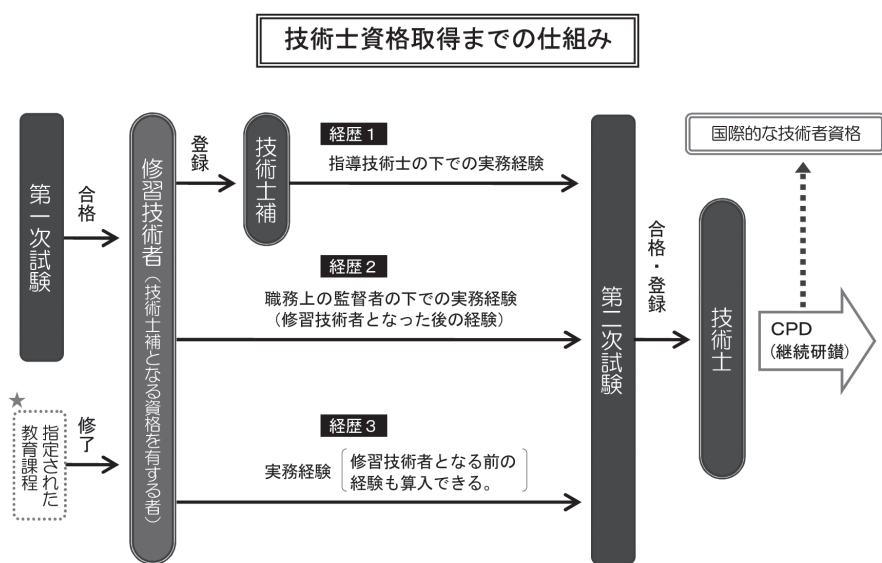 技術士資格取得までの仕組み
第一次試験
合格
★
指定された
教育課程
修了
修習技術者(技術士補となる資格を有する者)
登録
技術士補
経歴1
指導技術士の下での実務経験
経歴2
職務上の監督者の下での実務経験
(修習技術者となった後の経験)
経歴3
実務経験
修習技術者となる前の
経験も算入できる。
第二次試験
合格・登録
技術士
国際的な技術者資格
CPD
(継続研鑚)